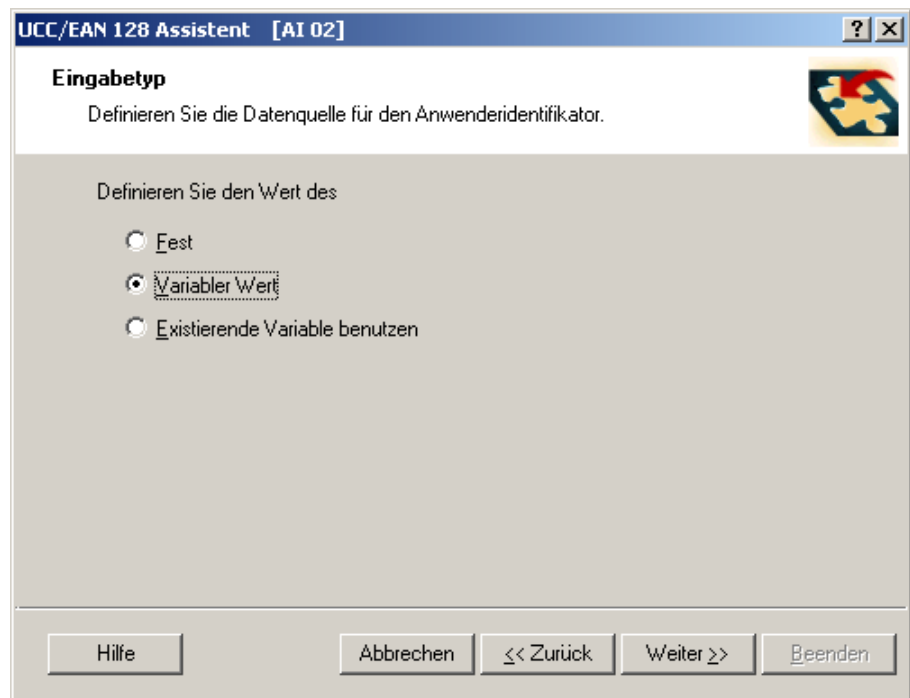 UCC/EAN 128 Assistent [AI 02]
Eingabetyp
Definieren Sie die Datenquelle für den Anwenderidentifikator.
Definieren Sie den Wert des
Fest
Variabler Wert
Existierende Variable benutzen
Hilfe
Abbrechen
<< Zurück
Weiter >>
Beenden